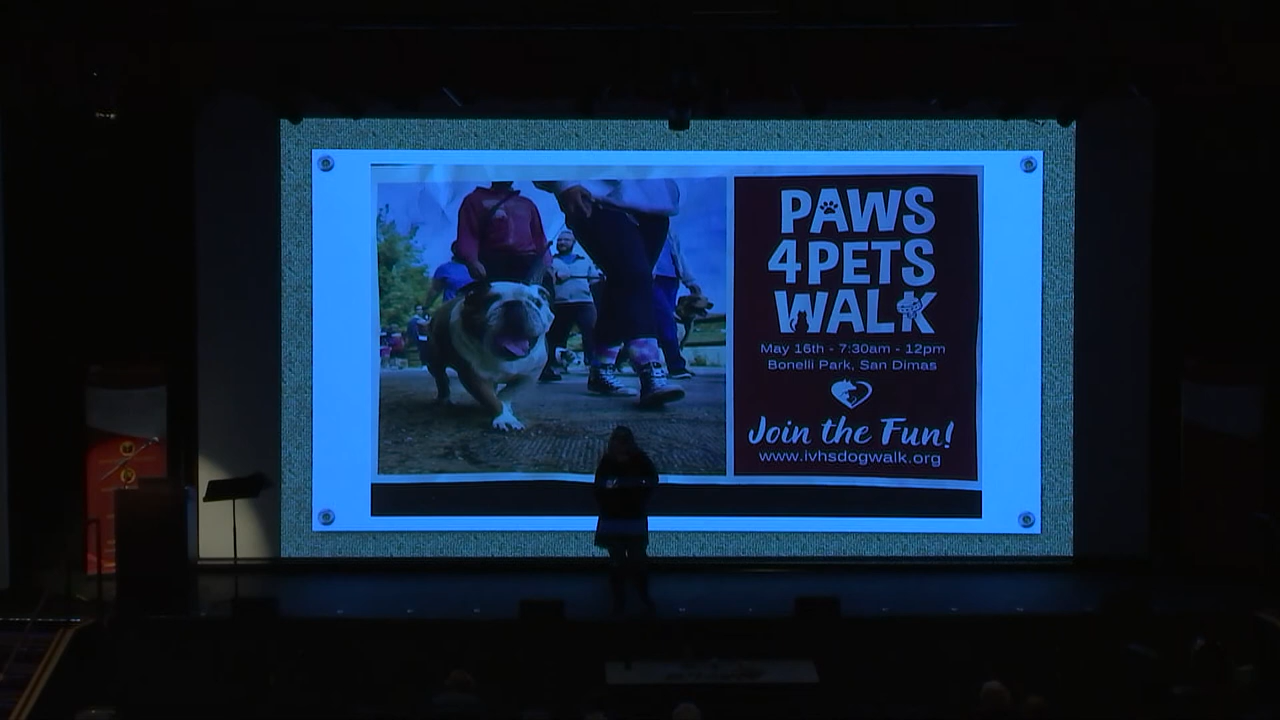 PAWS
4PETS
WALK
May 16th - 7:30am - 12pm
Bonelli Park, San Dimas
Join the Fun!
www.ivhsdogwalk.org